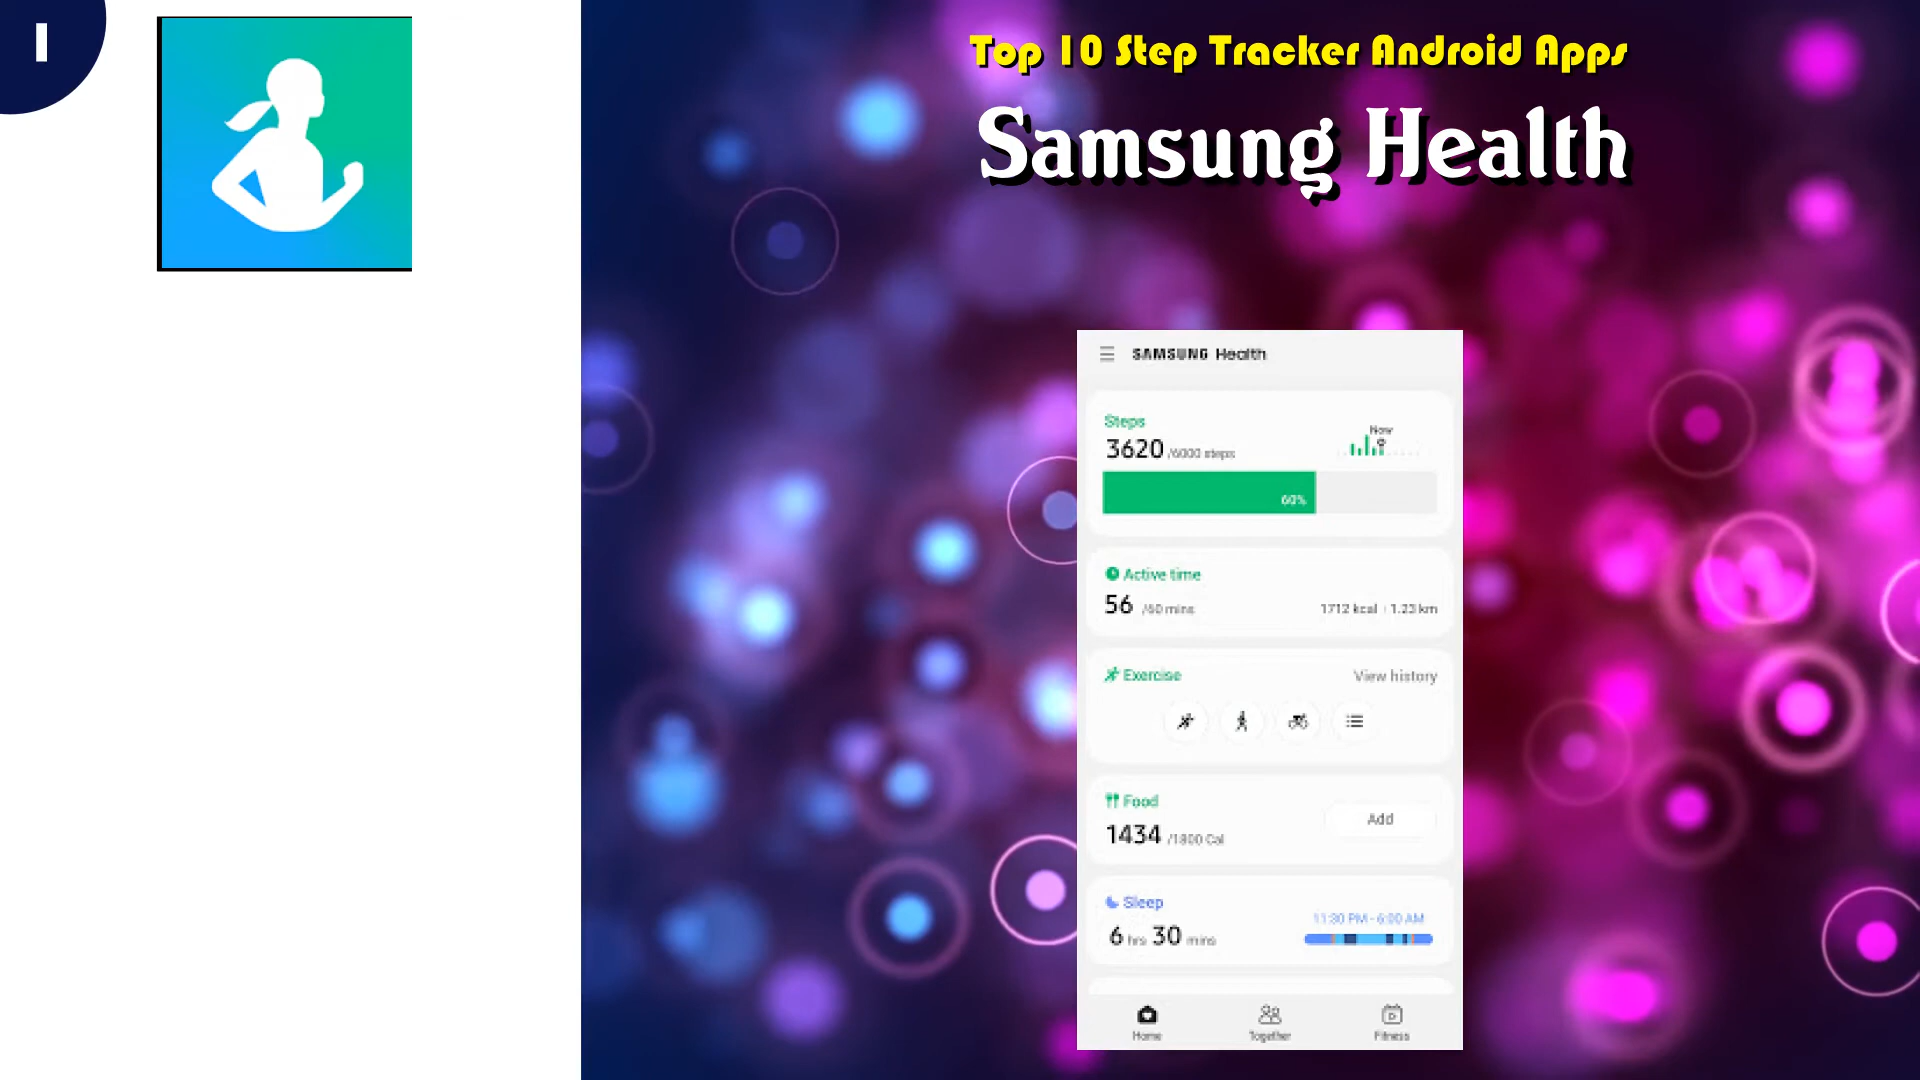 1
Top 10 Step Tracker Android Apps
Samsung Health
SAMSUNG Health
Steps
3620 /6000 steps
Now
60%
Active time
56 /60 mins
1712 kcal | 1.23 km
Exercise
View history
Food
1434 /1800 Cal
Add
Sleep
6 hrs 30 mins
11:30 PM - 6:00 AM
Home
Together
Fitness